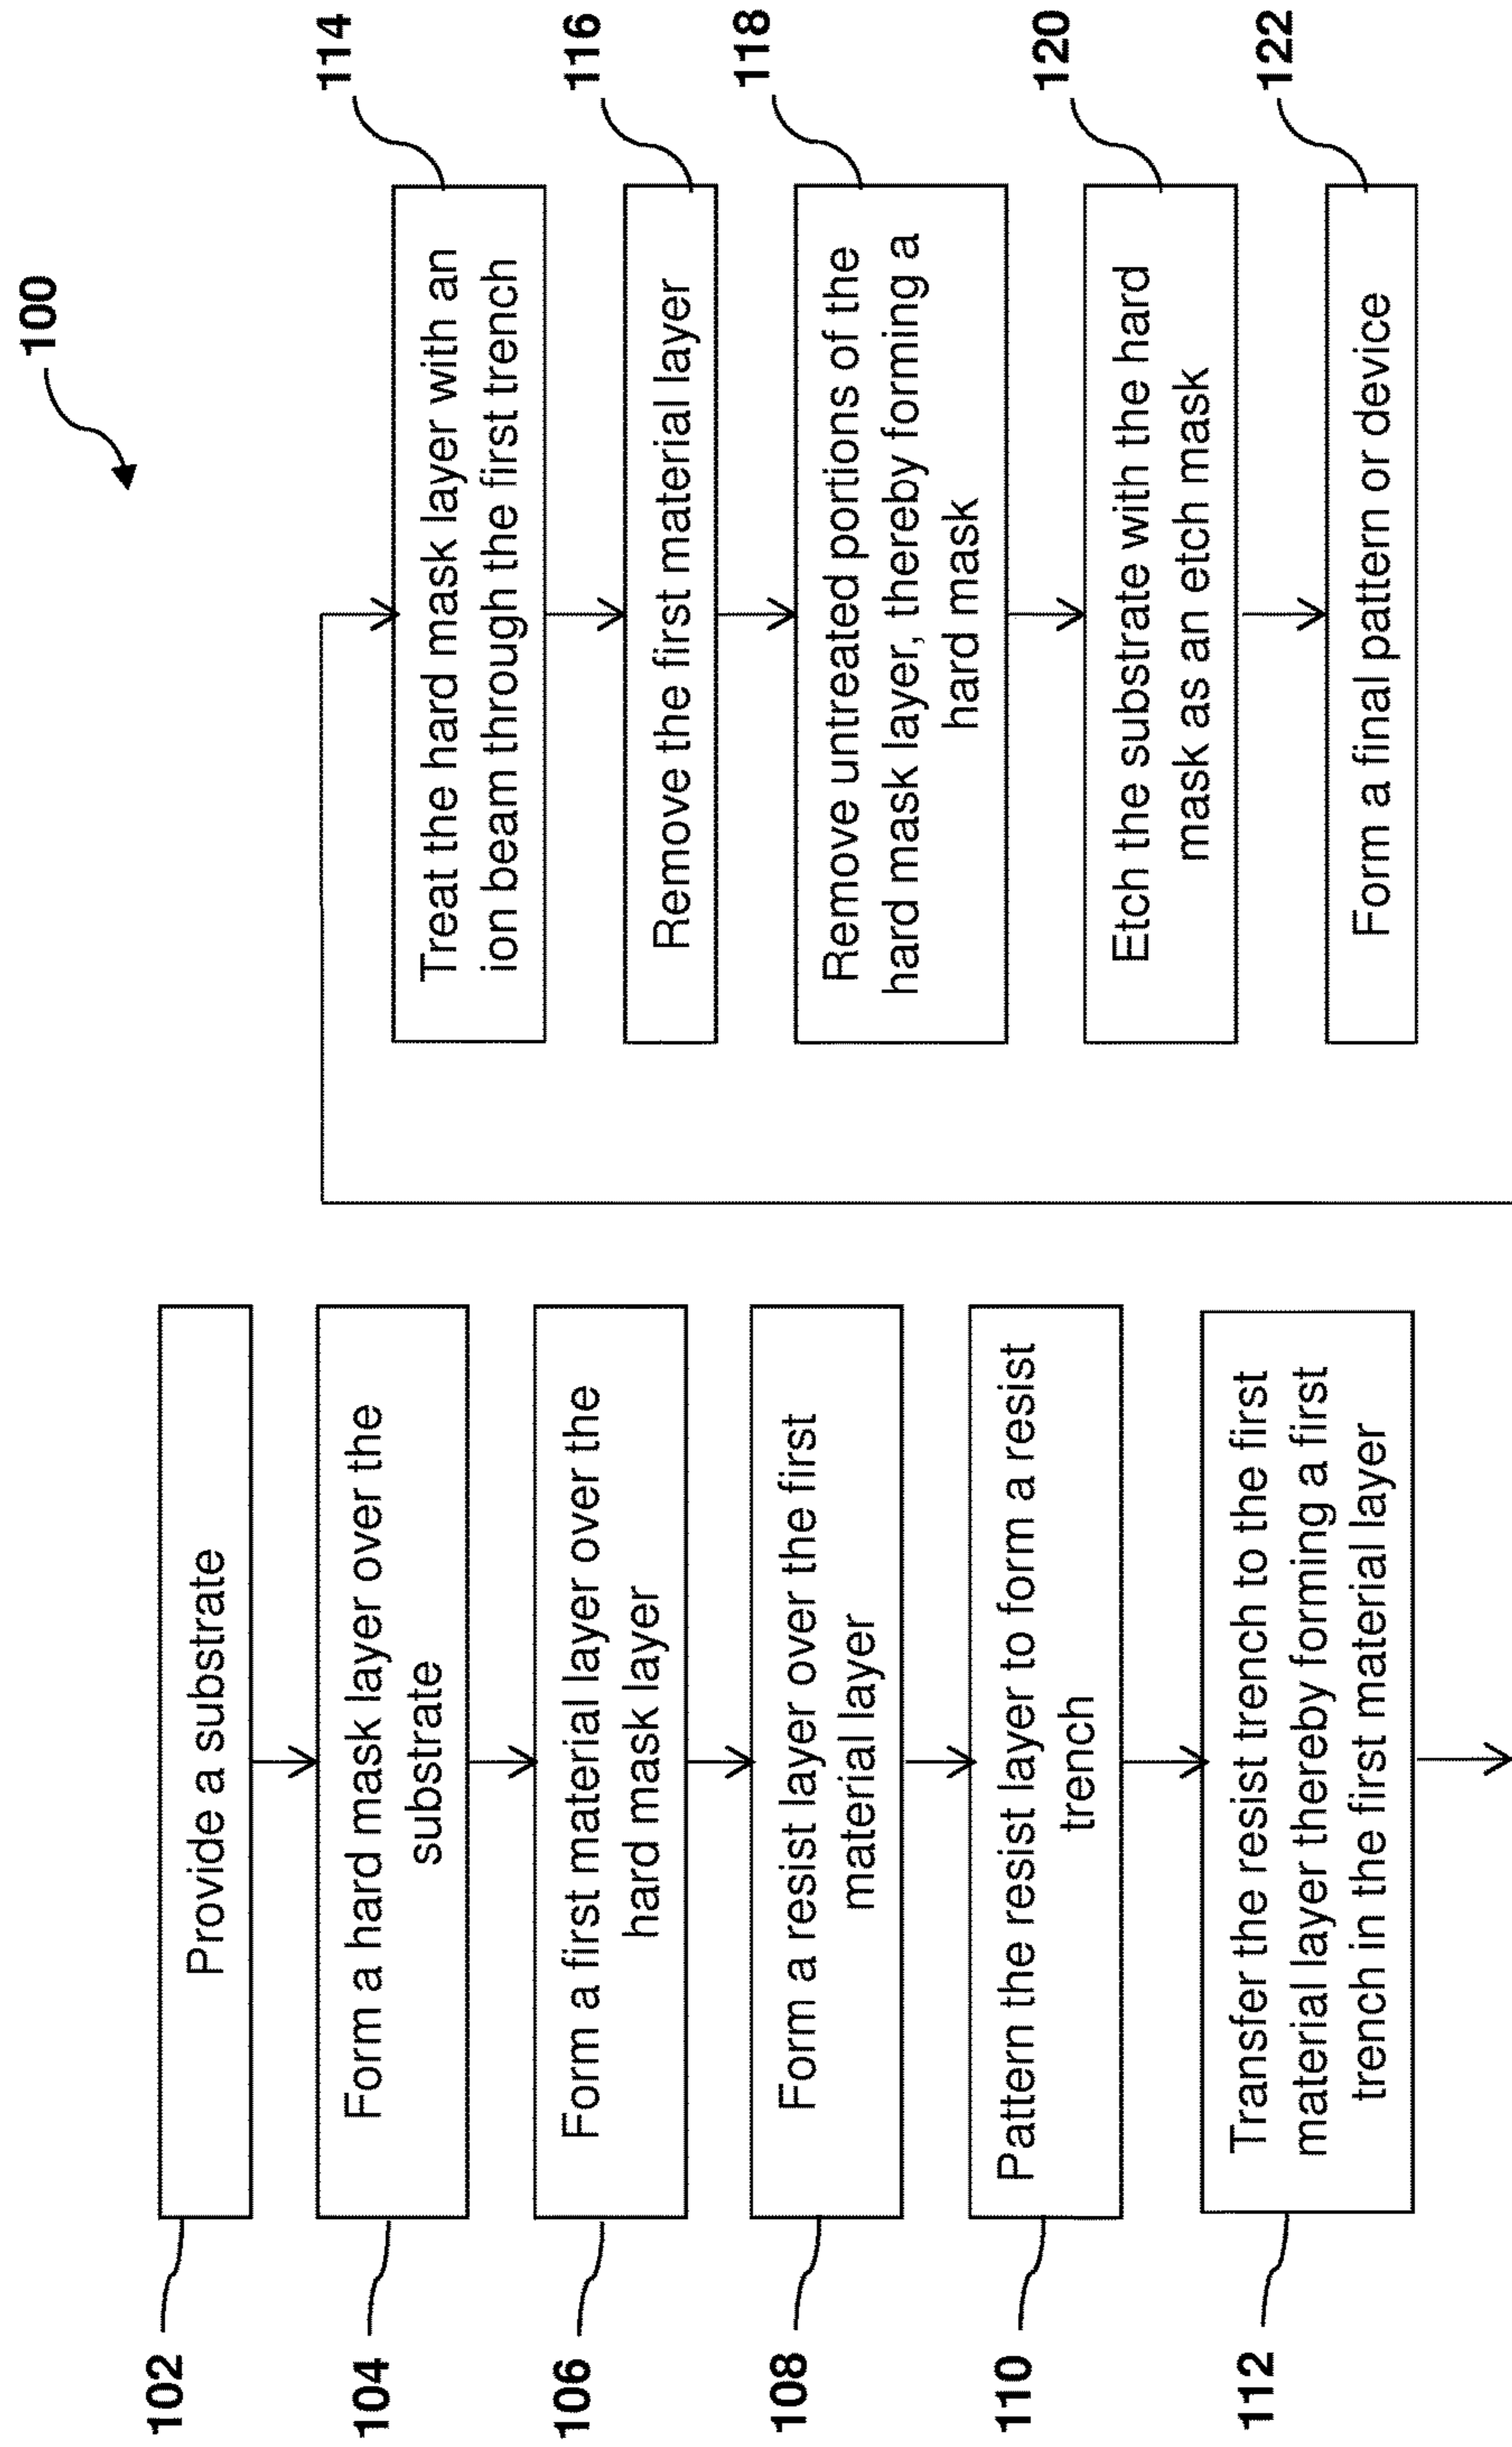 100
102
Provide a substrate
104
Form a hard mask layer over the
substrate
106
Form a first material layer over the
hard mask layer
108
Form a resist layer over the first
material layer
110
Pattern the resist layer to form a resist
trench
112
Transfer the resist trench to the first
material layer thereby forming a first
trench in the first material layer
114
Treat the hard mask layer with an
ion beam through the first trench
116
Remove the first material layer
118
Remove untreated portions of the
hard mask layer, thereby forming a
hard mask
120
Etch the substrate with the hard
mask as an etch mask
122
Form a final pattern or device